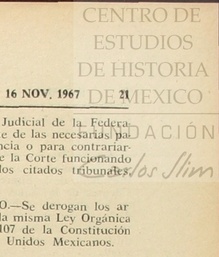 CENTRO DE
ESTUDIOS
DE HISTORIA
DE MEXICO
FUNDACIÓN
Carlos Slim
16 NOV. 1967 21
Judicial de la Federa
e de las necesarias pa
ncia o para contrariar-
e la Corte funcionando
los citados tribunales,
O.—Se derogan los ar
la misma Ley Orgánica
107 de la Constitución
Unidos Mexicanos.